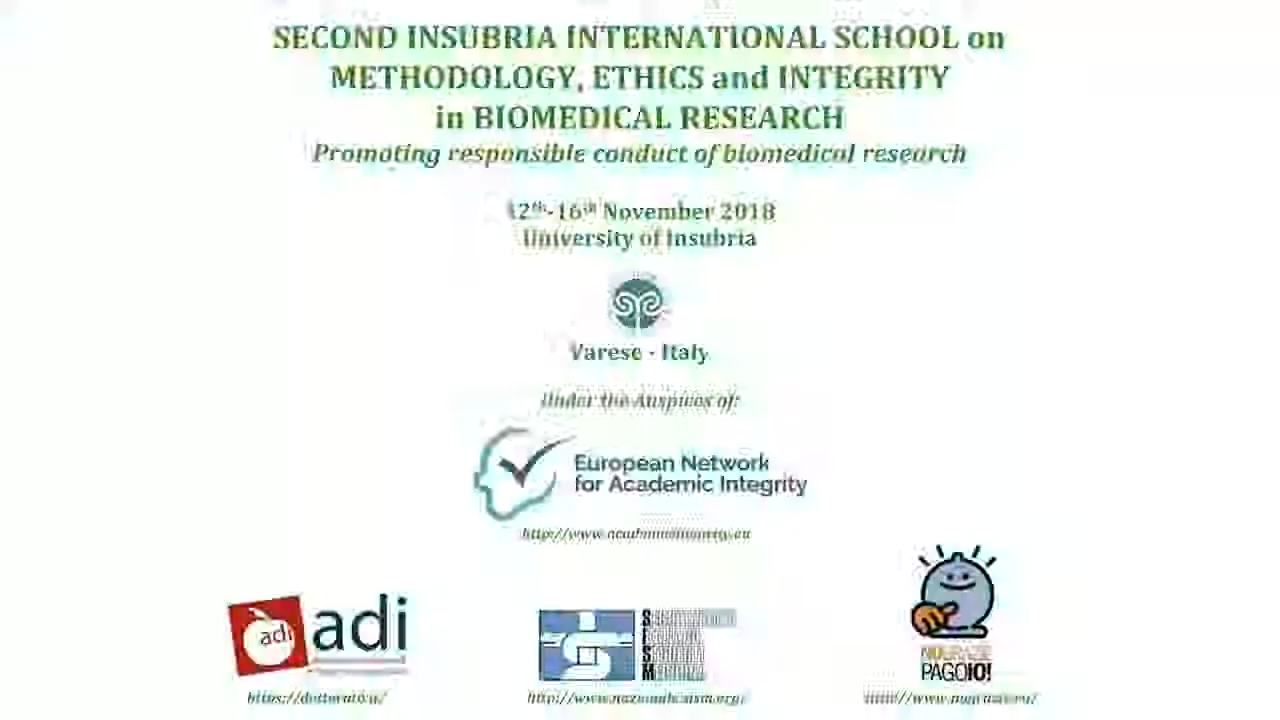 SECOND INSUBRIA INTERNATIONAL SCHOOL on
METHODOLOGY, ETHICS and INTEGRITY
in BIOMEDICAL RESEARCH
Promoting responsible conduct of biomedical research
12th-16th November 2018
University of Insubria
Varese - Italy
Under the Auspices of:
European Network
for Academic Integrity
adi adi
NOGRAZIE
PAGOIO!